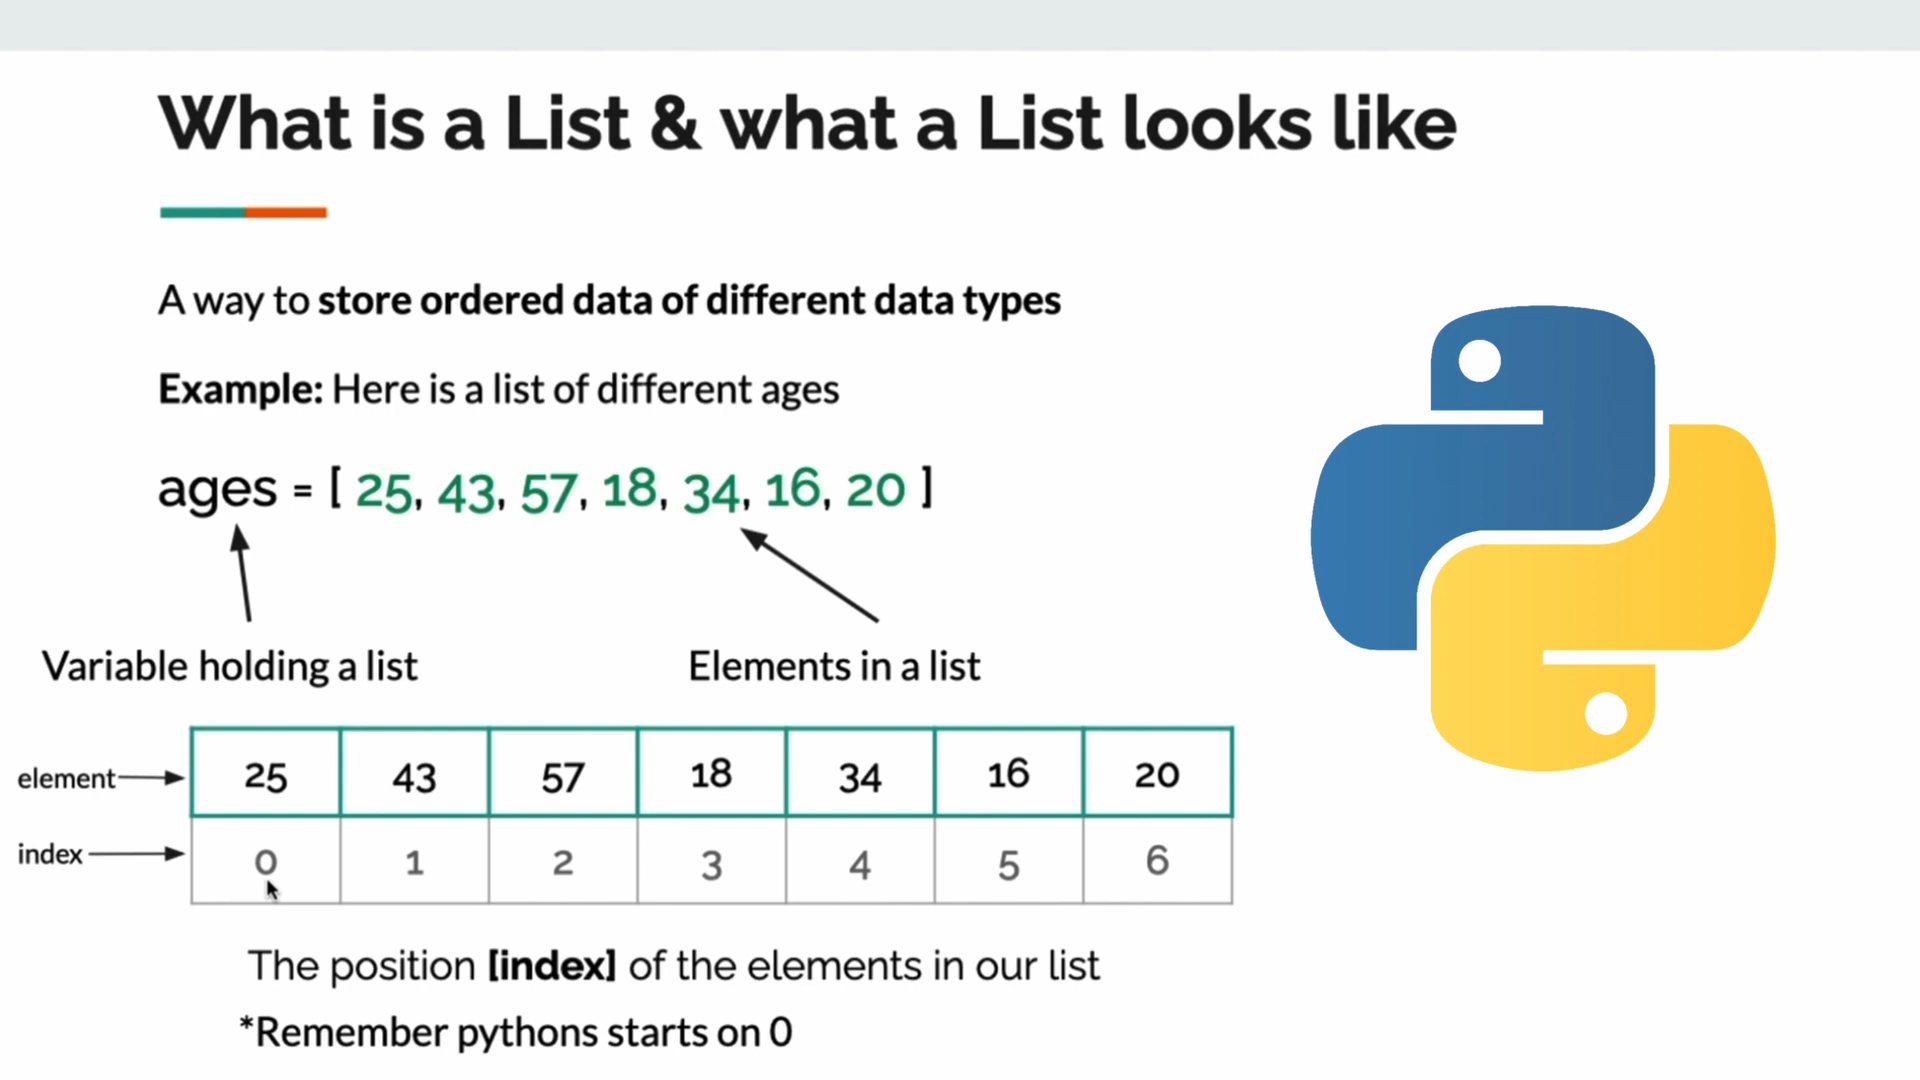 What is a List & what a List looks like
A way to store ordered data of different data types
Example: Here is a list of different ages
ages = [ 25, 43, 57, 18, 34, 16, 20 ]
Variable holding a list
Elements in a list
element 25 43 57 18 34 16 20
index 0 1 2 3 4 5 6
The position [index] of the elements in our list
*Remember pythons starts on 0